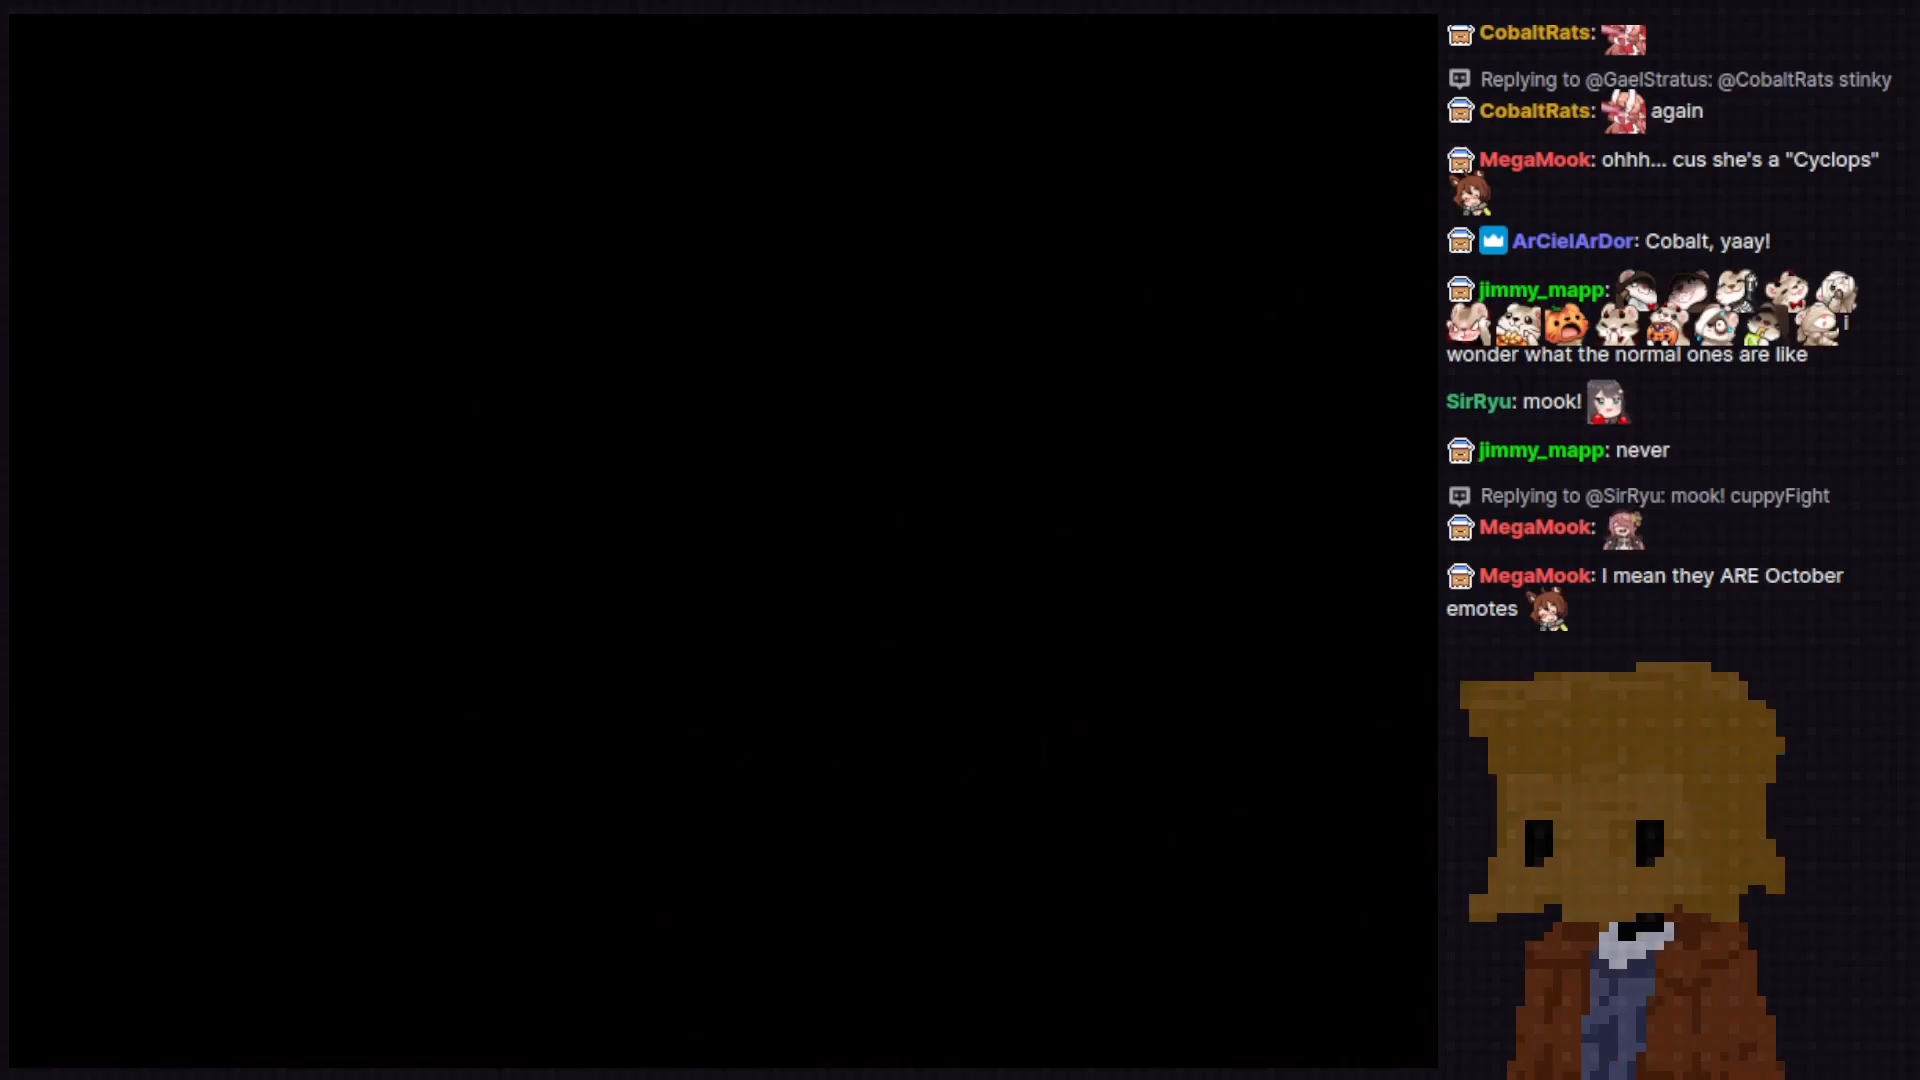 CobaltRats:
Replying to @GaelStratus: @CobaltRats stinky
CobaltRats: again
MegaMook: ohhh... cus she's a "Cyclops"
ArCielArDor: Cobalt, yaay!
jimmy_mapp:
i
wonder what the normal ones are like
SirRyu: mook!
jimmy_mapp: never
Replying to @SirRyu: mook! cuppyFight
MegaMook:
MegaMook: I mean they ARE October
emotes